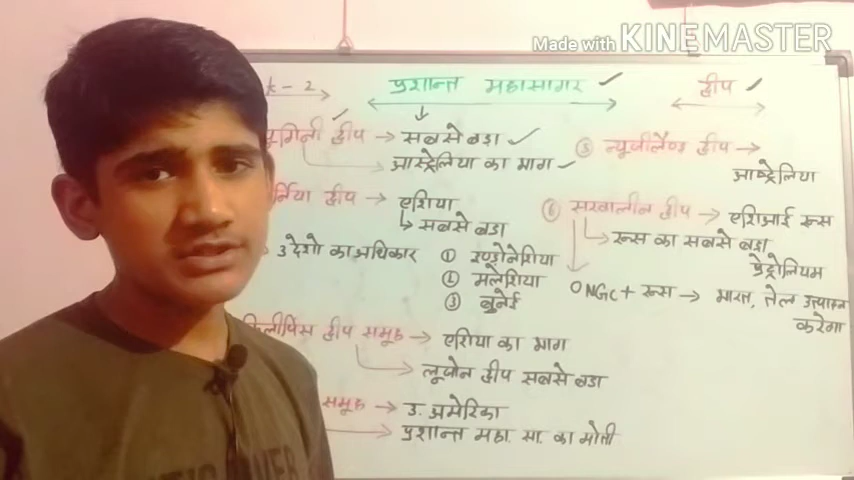 Made with KINEMASTER
k - 2
प्रशान्त महासागर
द्वीप
ूगिनी द्वीप → सबसे बड़ा
आस्ट्रेलिया का भाग
र्निया द्वीप → एशिया
सबसे बडा
3 देशो का अधिकार
① इण्डोनेशिया
② मलेशिया
③ ब्रुनेई
फिलीपिंस द्वीप समूह → एशिया का भाग
लूजोन द्वीप सबसे बडा
समूह → उ. अमेरिका
प्रशान्त महा. सा. का मोती
⑤ न्यूजीलैण्ड द्वीप →
आष्ट्रेलिया
⑥ सखालीन द्वीप → एशिआई रूस
रूस का सबसे बड़ा
पेट्रोलियम
ONGC + रूस → भारत, तेल उत्पादन
करेगा